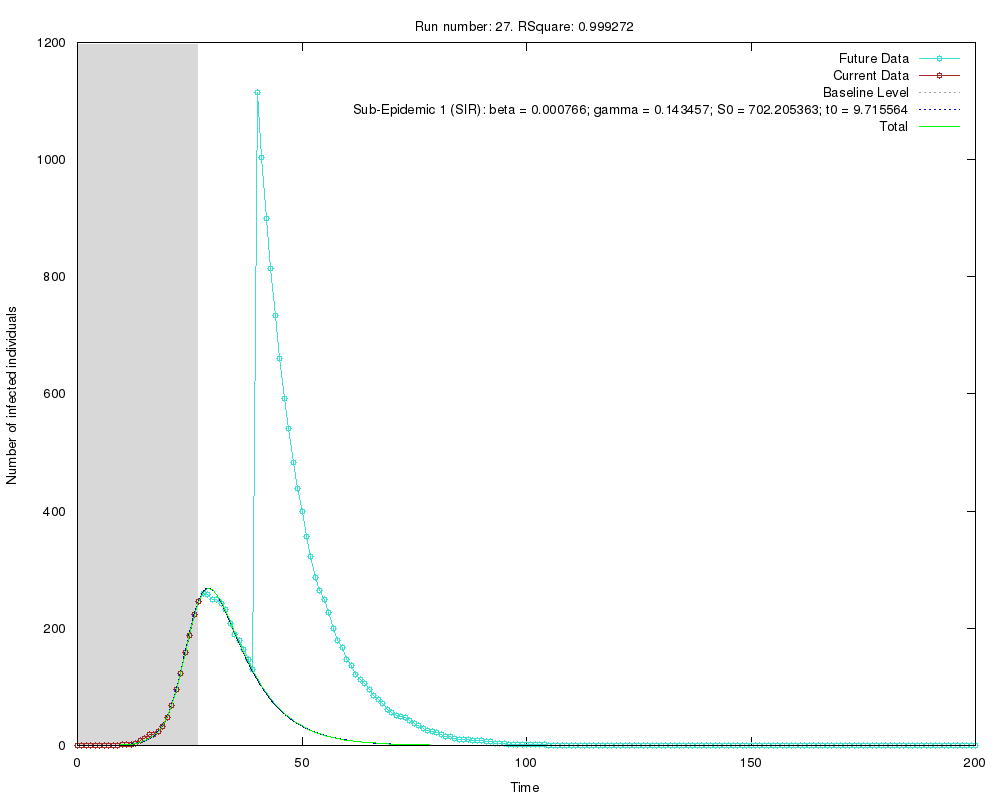 Run number: 27. RSquare: 0.999272
1200
1000
800
600
400
200
0
Number of infected individuals
Future Data
Current Data
Baseline Level
Sub-Epidemic 1 (SIR): beta = 0.000766; gamma = 0.143457; S0 = 702.205363; t0 = 9.715564
Total
0 50 100 150 200
Time